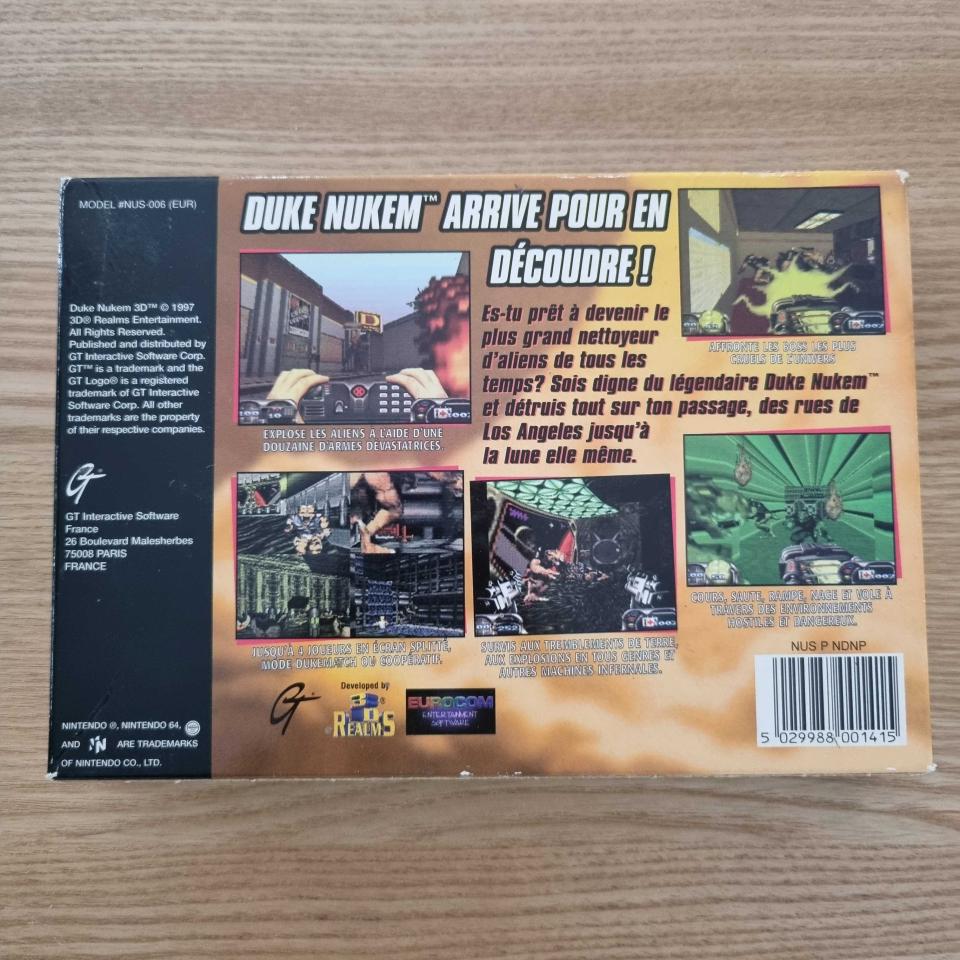 MODEL #NUS-006 (EUR)
Duke Nukem 3D™ © 1997
3D® Realms Entertainment.
All Rights Reserved.
Published and distributed by
GT Interactive Software Corp.
GT™ is a trademark and the
GT Logo® is a registered
trademark of GT Interactive
Software Corp. All other
trademarks are the property
of their respective companies.
GT
GT Interactive Software
France
26 Boulevard Malesherbes
75008 PARIS
FRANCE
NINTENDO ®, NINTENDO 64,
AND N ARE TRADEMARKS
OF NINTENDO CO., LTD.
DUKE NUKEM™ ARRIVE POUR EN
DÉCOUDRE !
Es-tu prêt à devenir le
plus grand nettoyeur
d'aliens de tous les
temps? Sois digne du légendaire Duke Nukem™
et détruis tout sur ton passage, des rues de
Los Angeles jusqu'à
la lune elle même.
EXPLOSE LES ALIENS A L'AIDE D'UNE
DOUZAINE D'ARMES DÉVASTATRICES.
AFFRONTE LES BOSS LES PLUS
CRUELS DE L'UNIVERS
JUSQU'À 4 JOUEURS EN ÉCRAN SPLITTÉ,
MODE DUKEMATCH OU COOPÉRATIF.
SURVIS AUX TREMBLEMENTS DE TERRE,
AUX EXPLOSIONS EN TOUS GENRES ET
AUTRES MACHINES INFERNALES.
COURS, SAUTE, RAMPE, NAGE ET VOLE À
TRAVERS DES ENVIRONNEMENTS
HOSTILES ET DANGEREUX.
GT
Developed by
3D
REALMS
EUROCOM
ENTERTAINMENT
SOFTWARE
NUS P NDNP
5 029988 001415